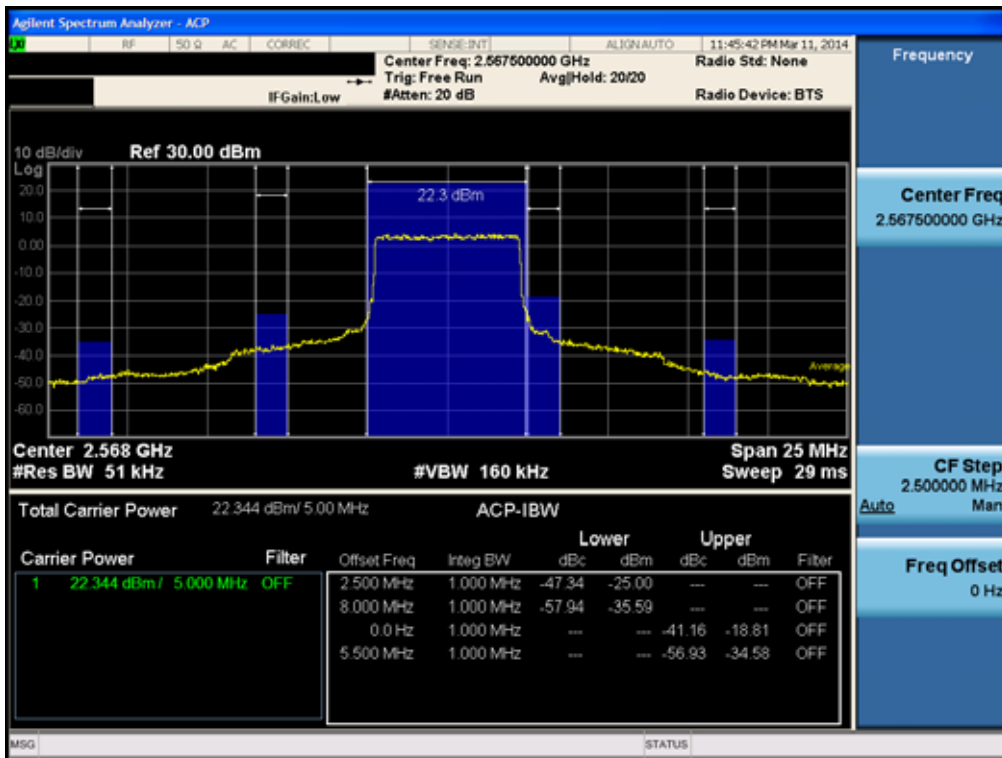 Agilent Spectrum Analyzer - ACP
LXI RF 50 Ω AC CORREC SENSE:INT ALIGN AUTO 11:45:42 PM Mar 11, 2014
Center Freq: 2.567500000 GHz Radio Std: None
Trig: Free Run Avg|Hold: 20/20
IFGain:Low #Atten: 20 dB Radio Device: BTS
10 dB/div Ref 30.00 dBm
Log
20.0
22.3 dBm
10.0
0.00
-10.0
-20.0
-30.0
-40.0
Average
-50.0
-60.0
Center 2.568 GHz Span 25 MHz
#Res BW 51 kHz #VBW 160 kHz Sweep 29 ms
Total Carrier Power 22.344 dBm/ 5.00 MHz ACP-IBW
Lower Upper
Carrier Power Filter Offset Freq Integ BW dBc dBm dBc dBm Filter
1 22.344 dBm / 5.000 MHz OFF 2.500 MHz 1.000 MHz -47.34 -25.00 --- --- OFF
8.000 MHz 1.000 MHz -57.94 -35.59 --- --- OFF
0.0 Hz 1.000 MHz --- --- -41.16 -18.81 OFF
5.500 MHz 1.000 MHz --- --- -56.93 -34.58 OFF
MSG STATUS
Frequency
Center Freq
2.567500000 GHz
CF Step
2.500000 MHz
Auto Man
Freq Offset
0 Hz